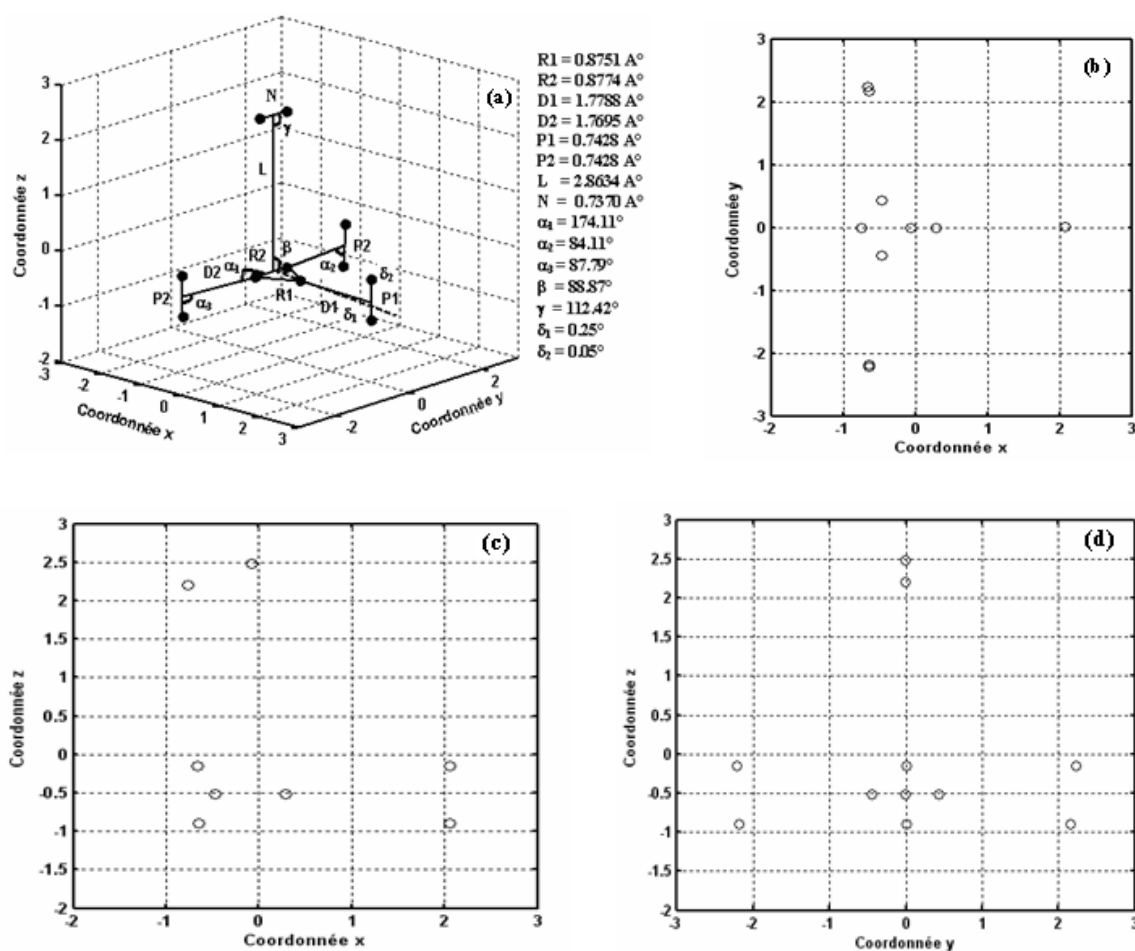 3
2
1
0
-1
-2
Coordonnée z
-3
-2
-1
0
1
2
3
Coordonnée x
-2
0
2
Coordonnée y
(a)
N
γ
L
R2
β
α₁
D2
P2
α₃
R1
D1
α₂
P2
δ₂
P1
δ₁
R1 = 0.8751 A°
R2 = 0.8774 A°
D1 = 1.7788 A°
D2 = 1.7695 A°
P1 = 0.7428 A°
P2 = 0.7428 A°
L = 2.8634 A°
N = 0.7370 A°
α₁ = 174.11°
α₂ = 84.11°
α₃ = 87.79°
β = 88.87°
γ = 112.42°
δ₁ = 0.25°
δ₂ = 0.05°
(b)
3
2
1
0
-1
-2
-3
Coordonnée y
-2 -1 0 1 2 3
Coordonnée x
(c)
3
2.5
2
1.5
1
0.5
0
-0.5
-1
-1.5
-2
Coordonnée z
-2 -1 0 1 2 3
Coordonnée x
(d)
3
2.5
2
1.5
1
0.5
0
-0.5
-1
-1.5
-2
Coordonnée z
-3 -2 -1 0 1 2 3
Coordonnée y